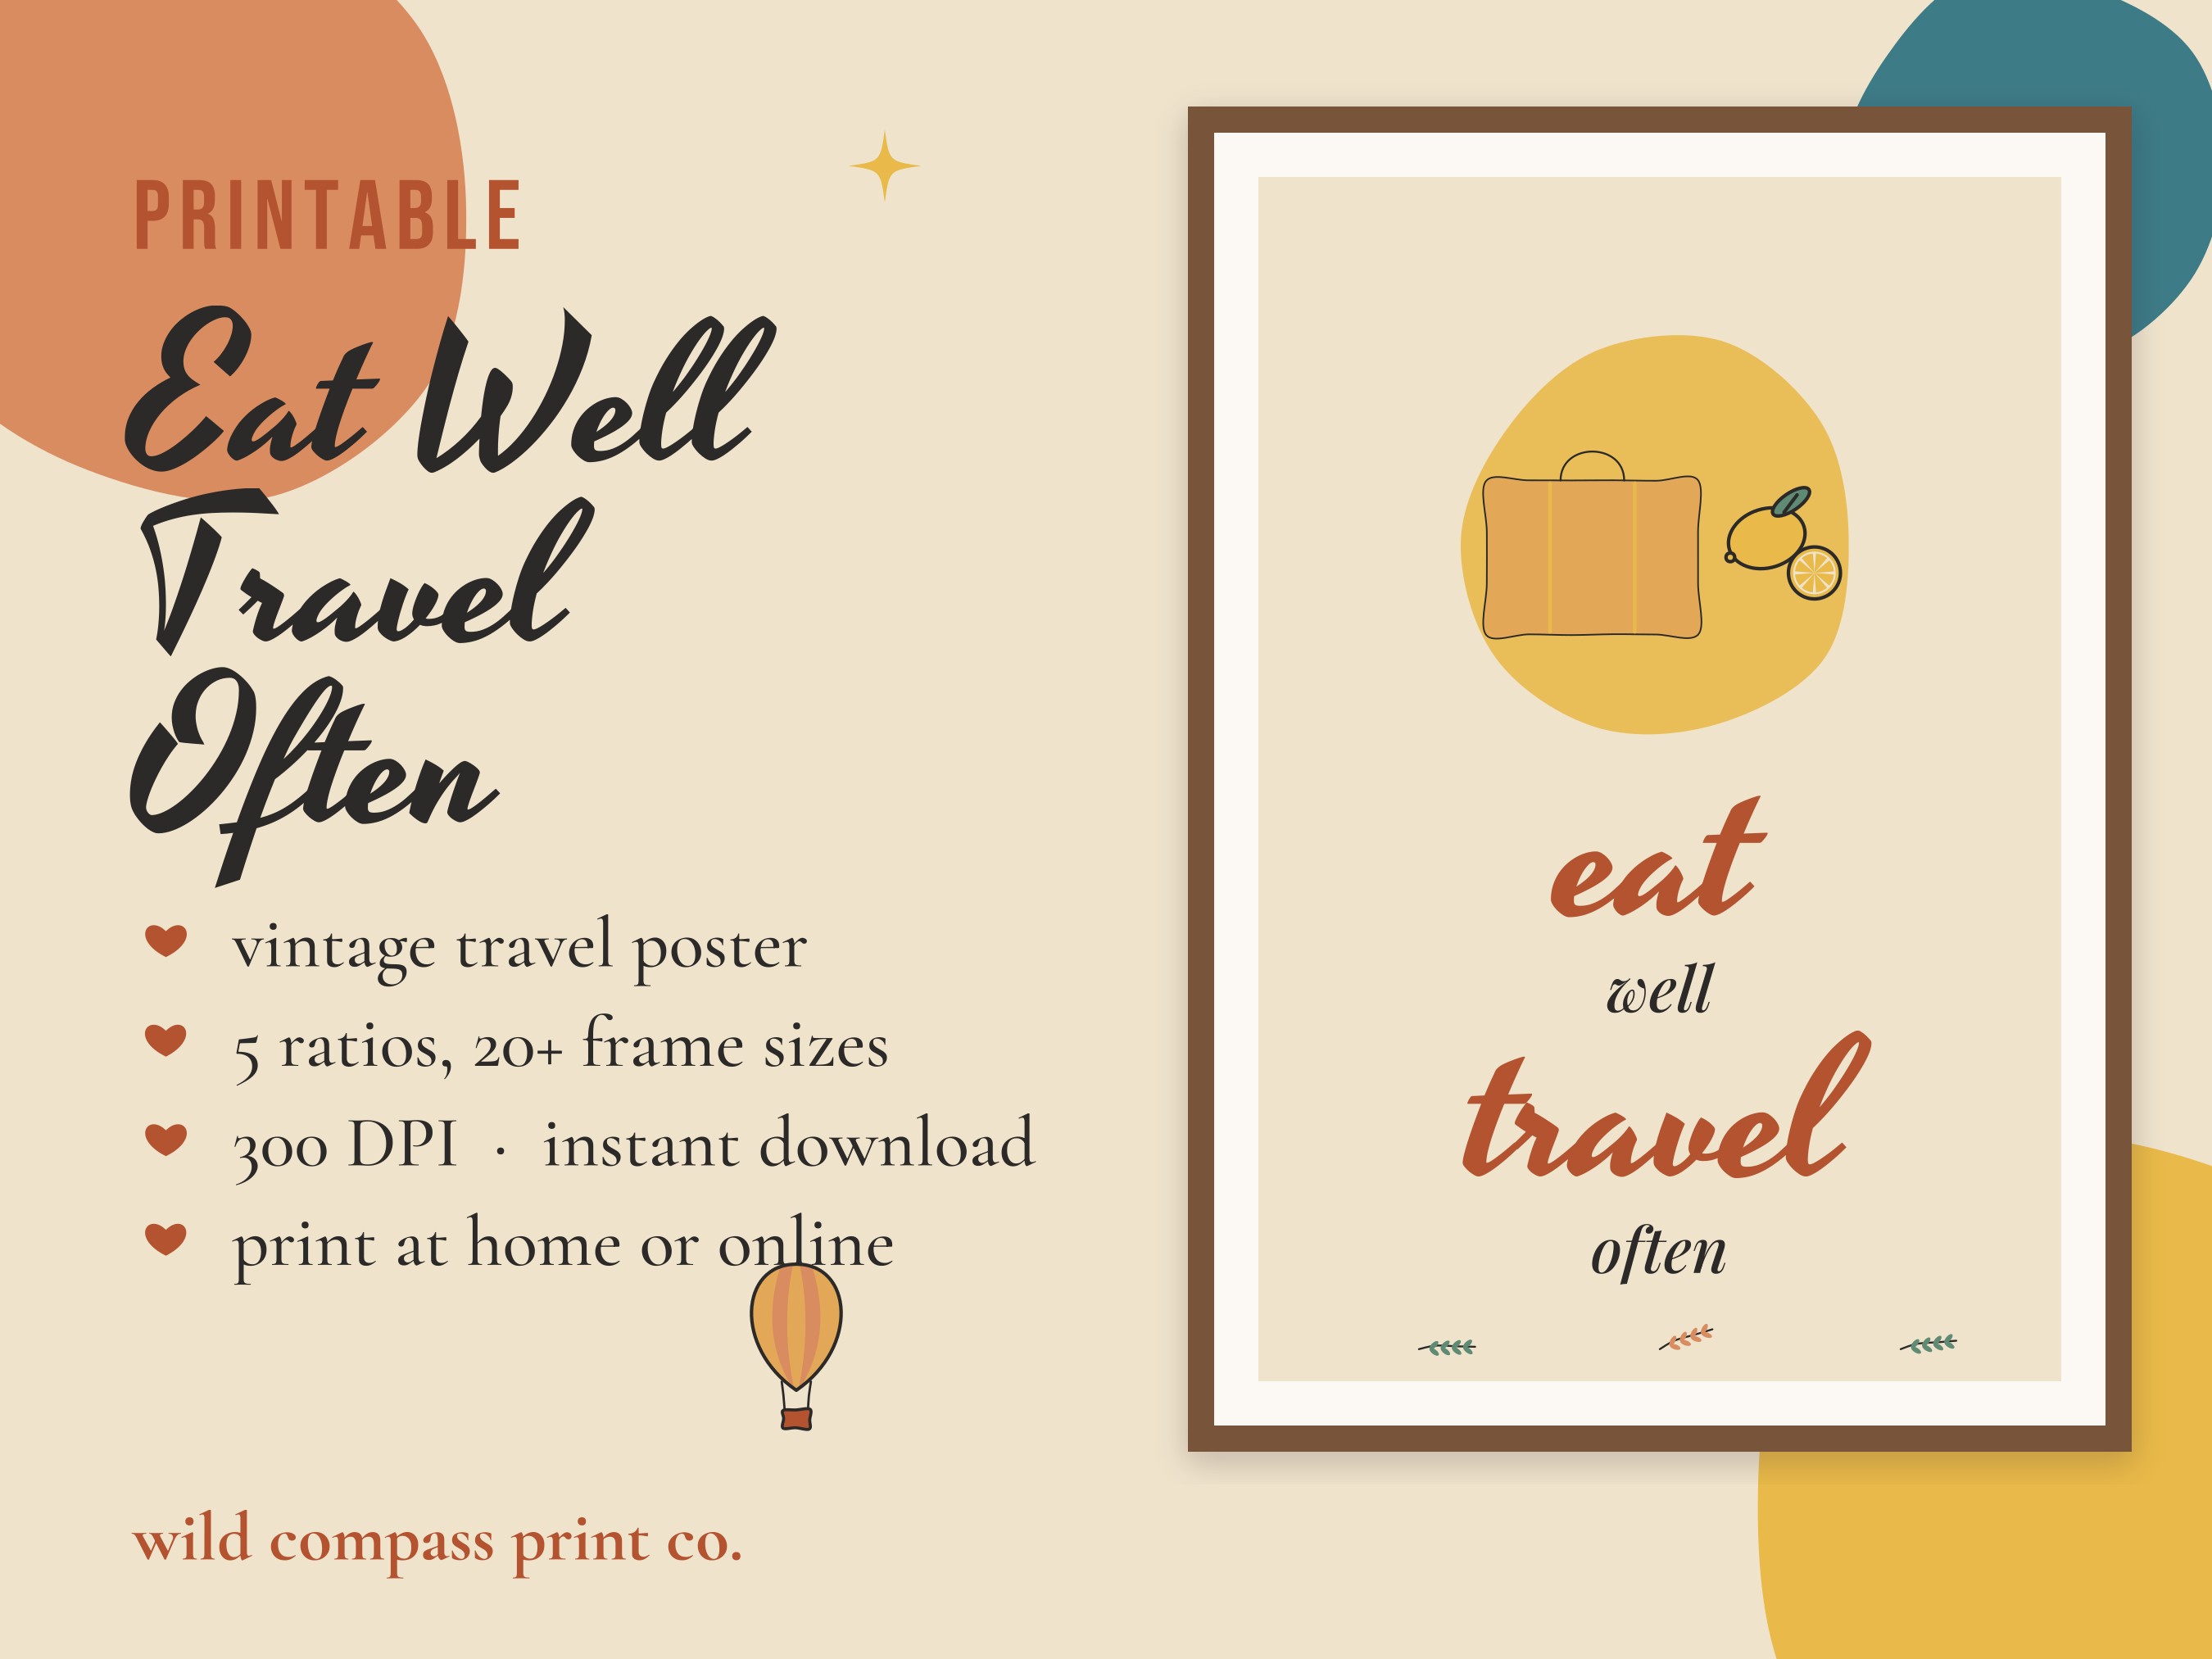 PRINTABLE
Eat Well
Travel
Often
vintage travel poster
5 ratios, 20+ frame sizes
300 DPI · instant download
print at home or online
wild compass print co.
eat
well
travel
often